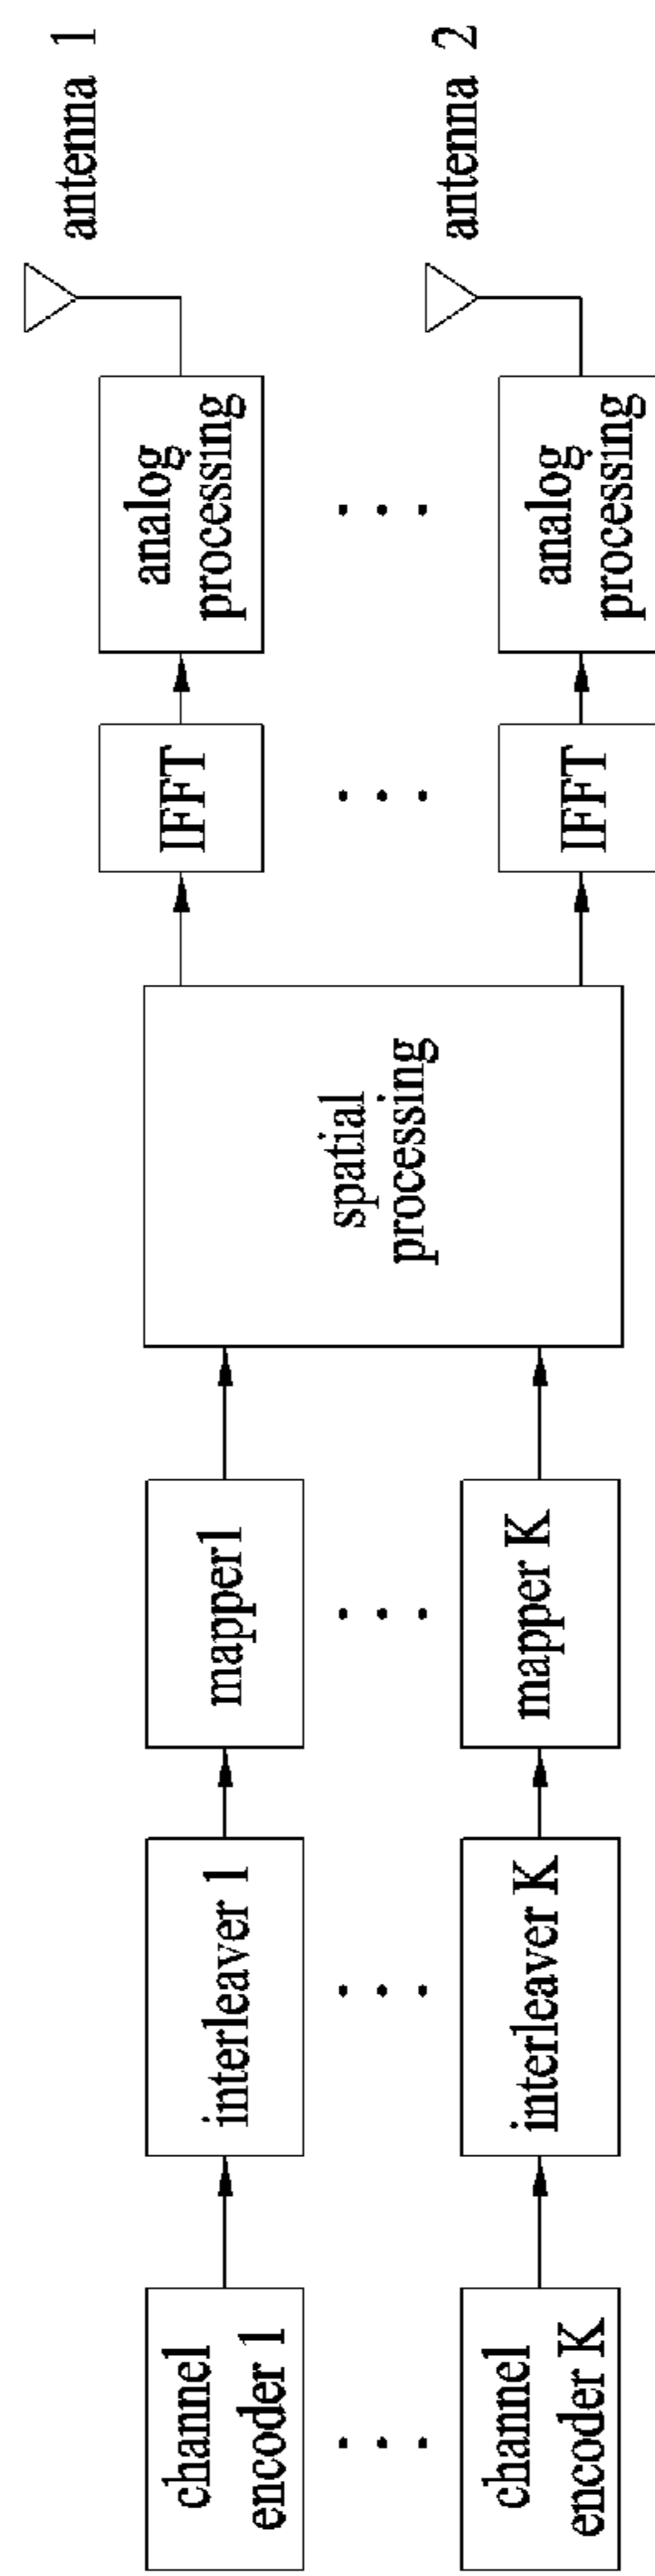 channel
encoder 1
interleaver 1
mapper1
spatial
processing
IFFT
analog
processing
antenna 1
channel
encoder K
interleaver K
mapper K
IFFT
analog
processing
antenna 2